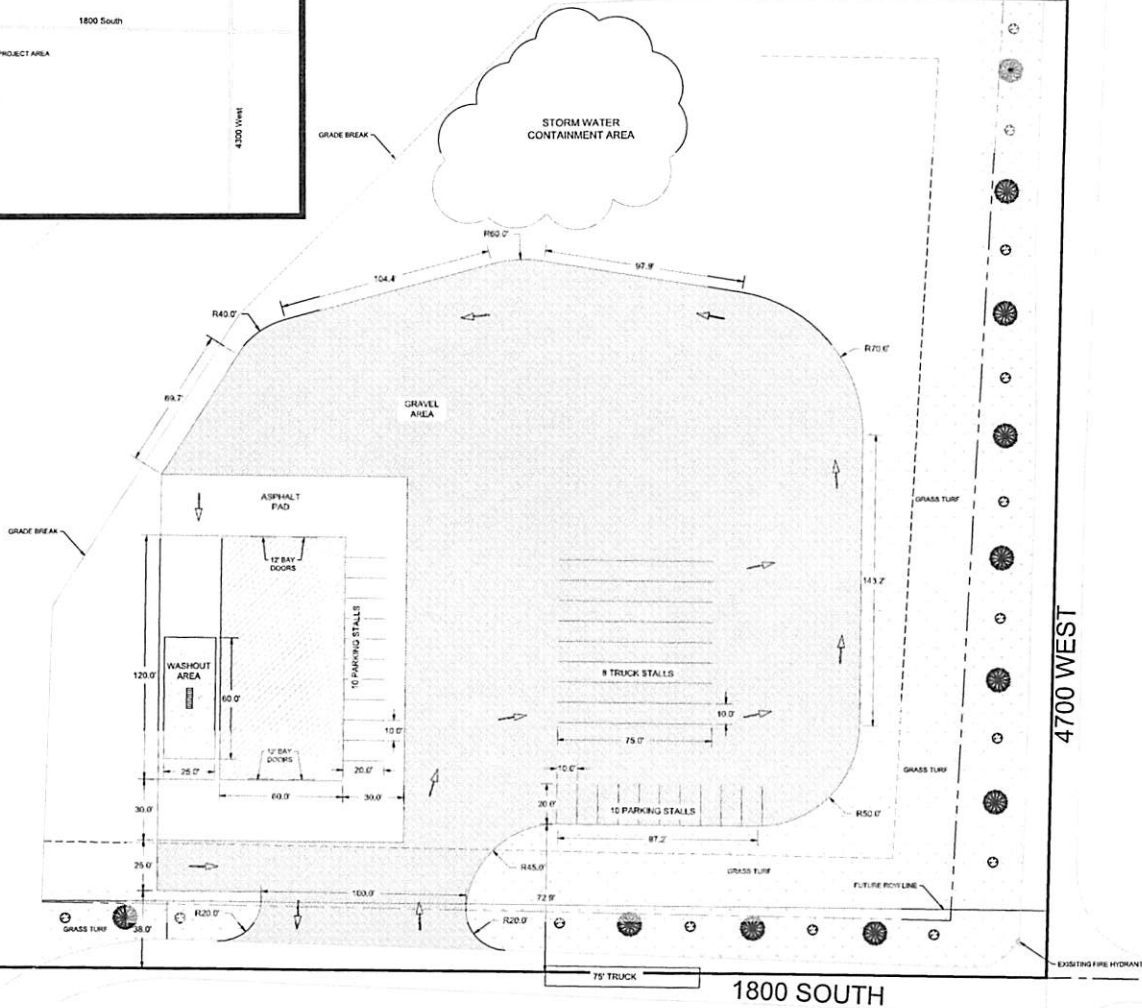 1800 South
PROJECT AREA
4300 West
STORM WATER
CONTAINMENT AREA
GRADE BREAK
R60.0'
104.4'
97.9'
R40.0'
R70.0'
89.7'
GRAVEL
AREA
ASPHALT
PAD
GRASS TURF
GRADE BREAK
12' BAY
DOORS
143.2'
10 PARKING STALLS
WASHOUT
AREA
120.0'
60.0'
8 TRUCK STALLS
4700 WEST
10.0'
10.0'
75.0'
12' BAY
DOORS
20.0'
25.0'
10.0'
GRASS TURF
60.0'
30.0'
30.0'
20.0'
10 PARKING STALLS
R50.0'
97.2'
25.0'
R45.0'
GRASS TURF
FUTURE ROW LINE
100.0'
72.9'
R20.0'
R20.0'
GRASS TURF
38.0'
EXISITING FIRE HYDRANT
75' TRUCK
1800 SOUTH